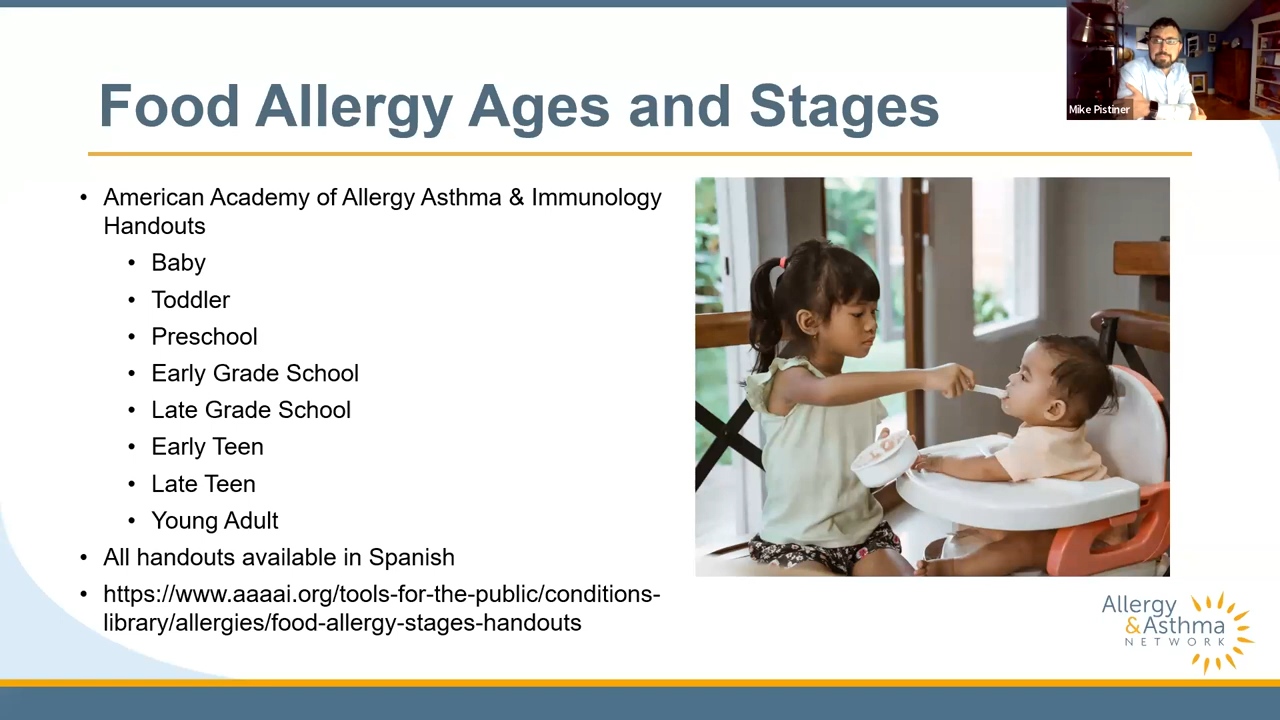 Mike Pistiner
Food Allergy Ages and Stages
• American Academy of Allergy Asthma & Immunology
Handouts
• Baby
• Toddler
• Preschool
• Early Grade School
• Late Grade School
• Early Teen
• Late Teen
• Young Adult
• All handouts available in Spanish
• https://www.aaaai.org/tools-for-the-public/conditions-
library/allergies/food-allergy-stages-handouts
Allergy
&Asthma
NETWORK